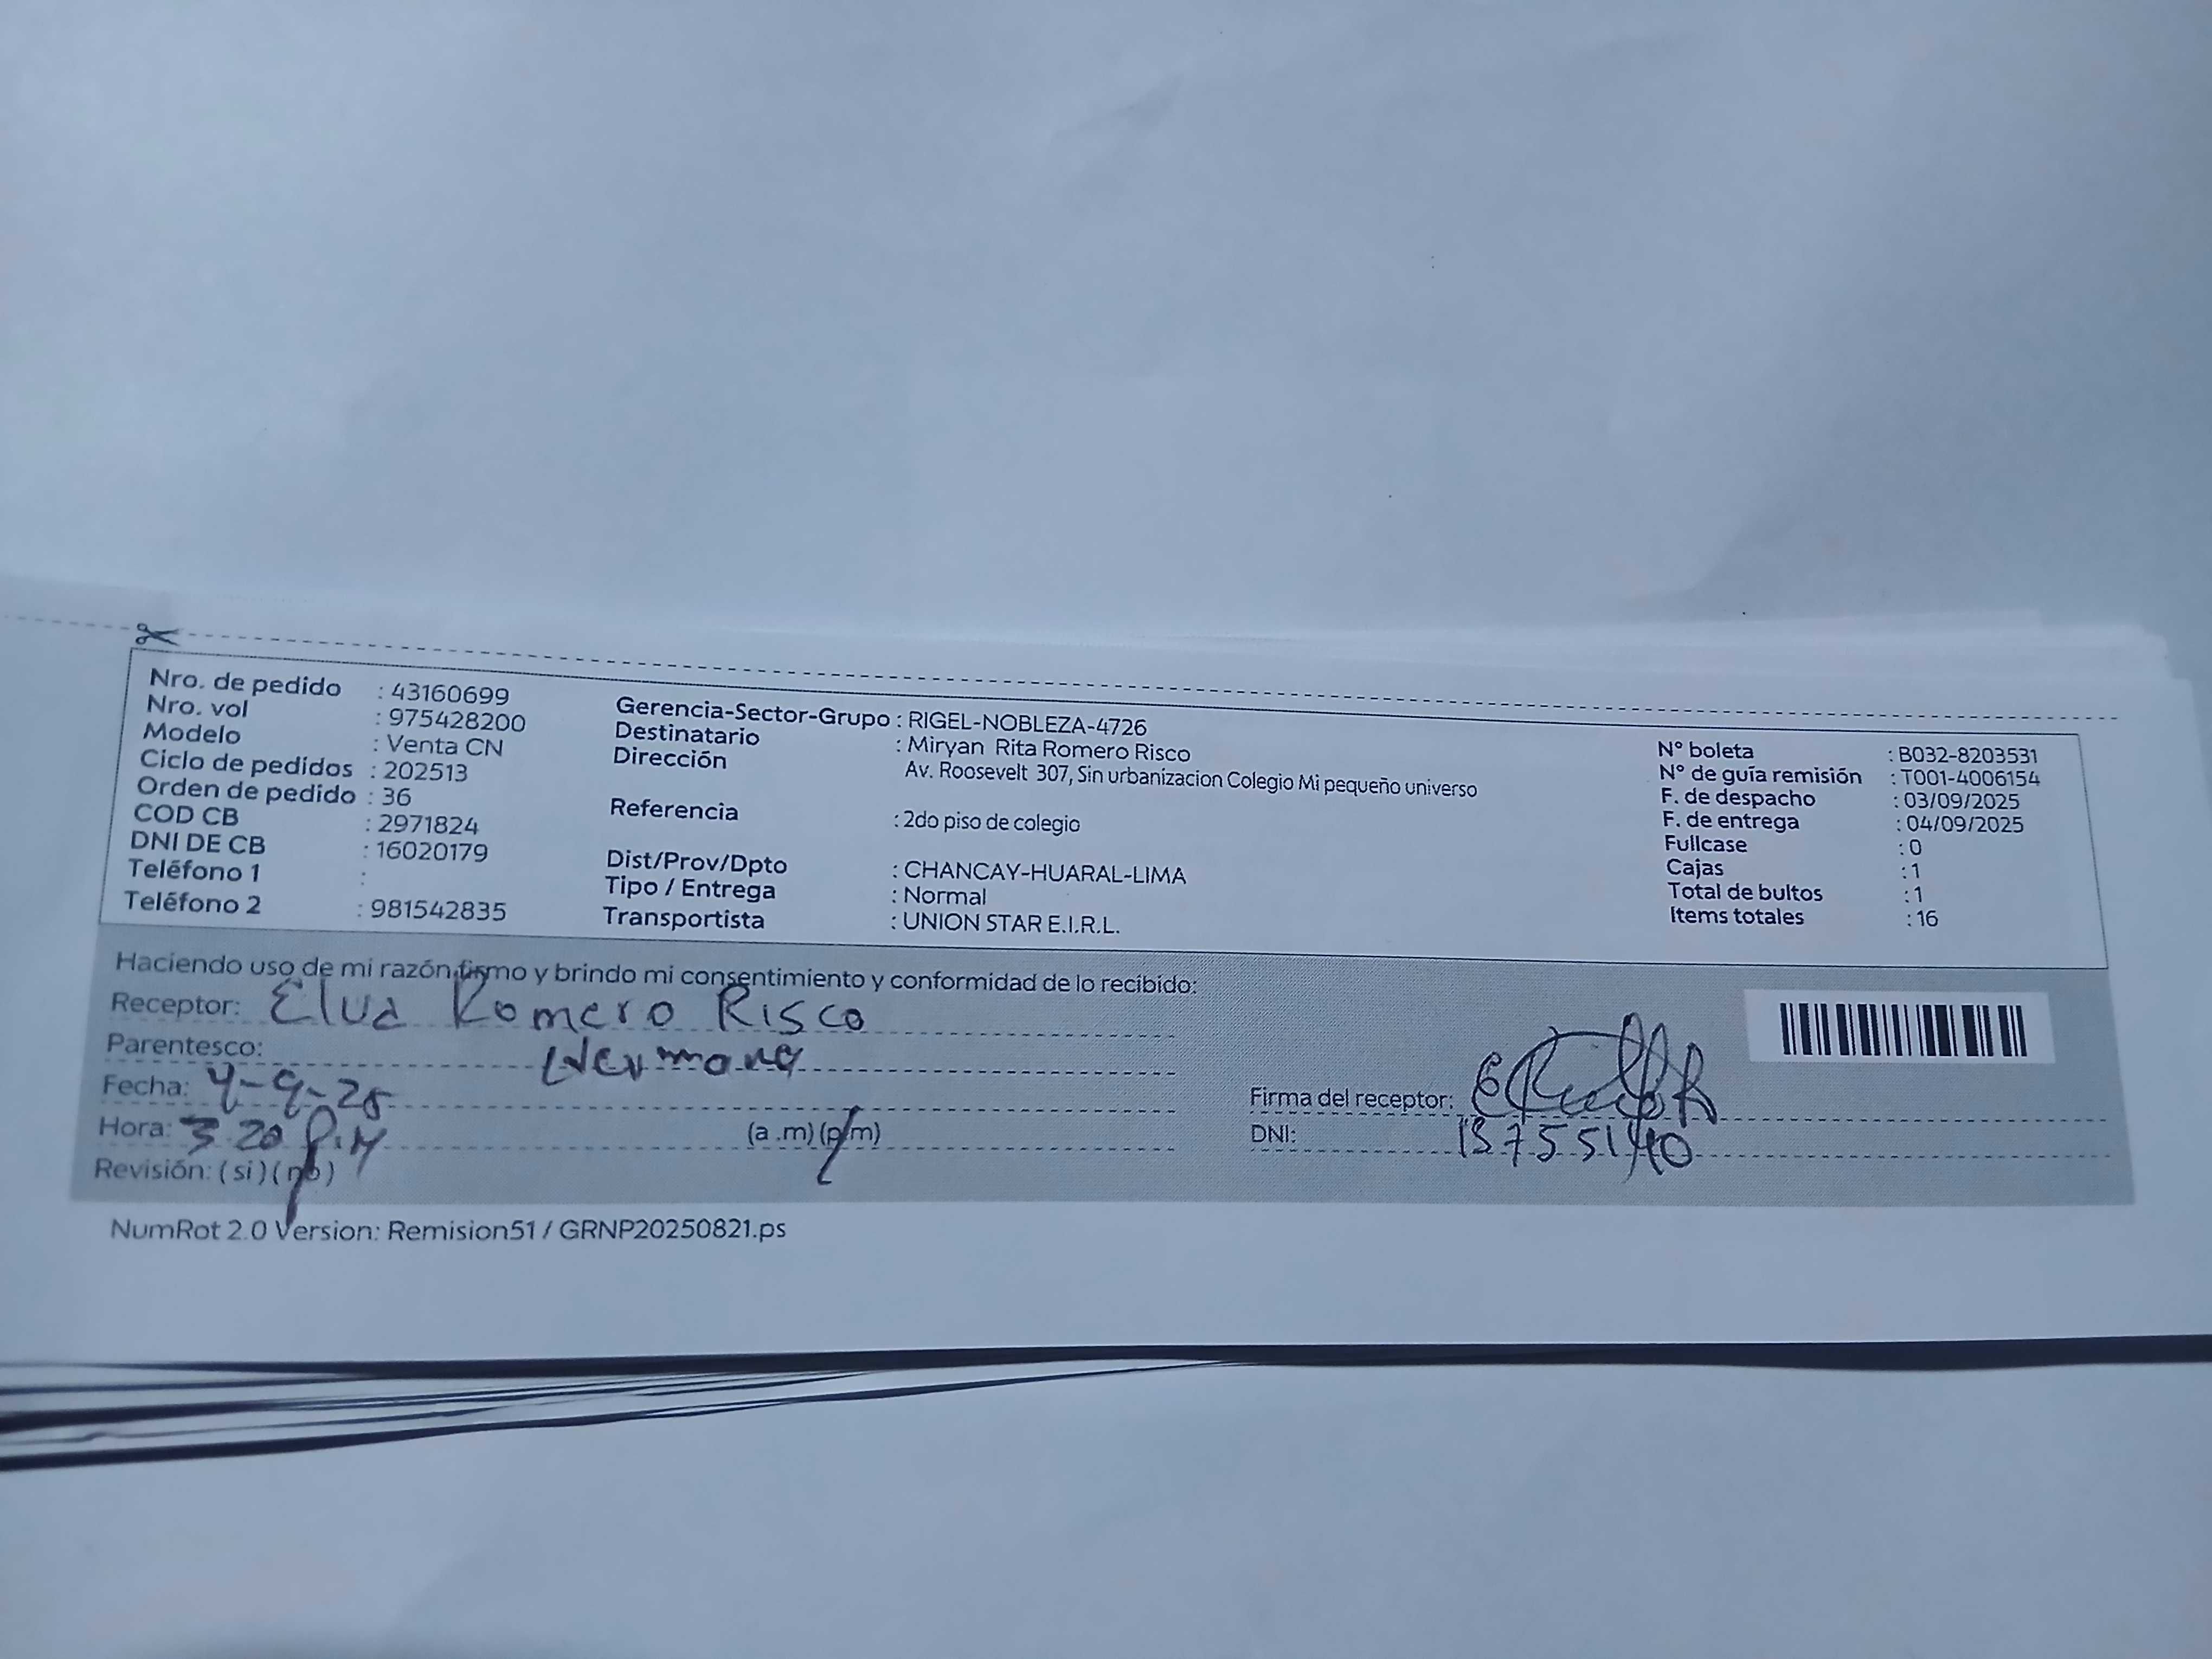 Nro. de pedido : 43160699
Nro. vol : 975428200
Modelo : Venta CN
Ciclo de pedidos : 202513
Orden de pedido : 36
COD CB : 2971824
DNI DE CB : 16020179
Teléfono 1 :
Teléfono 2 : 981542835
Gerencia-Sector-Grupo : RIGEL-NOBLEZA-4726
Destinatario : Miryan Rita Romero Risco
Dirección Av. Roosevelt 307, Sin urbanizacion Colegio Mi pequeño universo
Referencia : 2do piso de colegio
Dist/Prov/Dpto : CHANCAY-HUARAL-LIMA
Tipo / Entrega : Normal
Transportista : UNION STAR E.I.R.L.
N° boleta : B032-8203531
N° de guía remisión : T001-4006154
F. de despacho : 03/09/2025
F. de entrega : 04/09/2025
Fullcase : 0
Cajas : 1
Total de bultos : 1
Items totales : 16
Haciendo uso de mi razón firmo y brindo mi consentimiento y conformidad de lo recibido:
Receptor: Elva Romero Risco
Parentesco: Hermana
Fecha: 4-9-25
Hora: 3 20 P.M (a .m) (p.m)
Revisión: ( si ) ( no )
Firma del receptor:
DNI:
NumRot 2.0 Version: Remision51 / GRNP20250821.ps